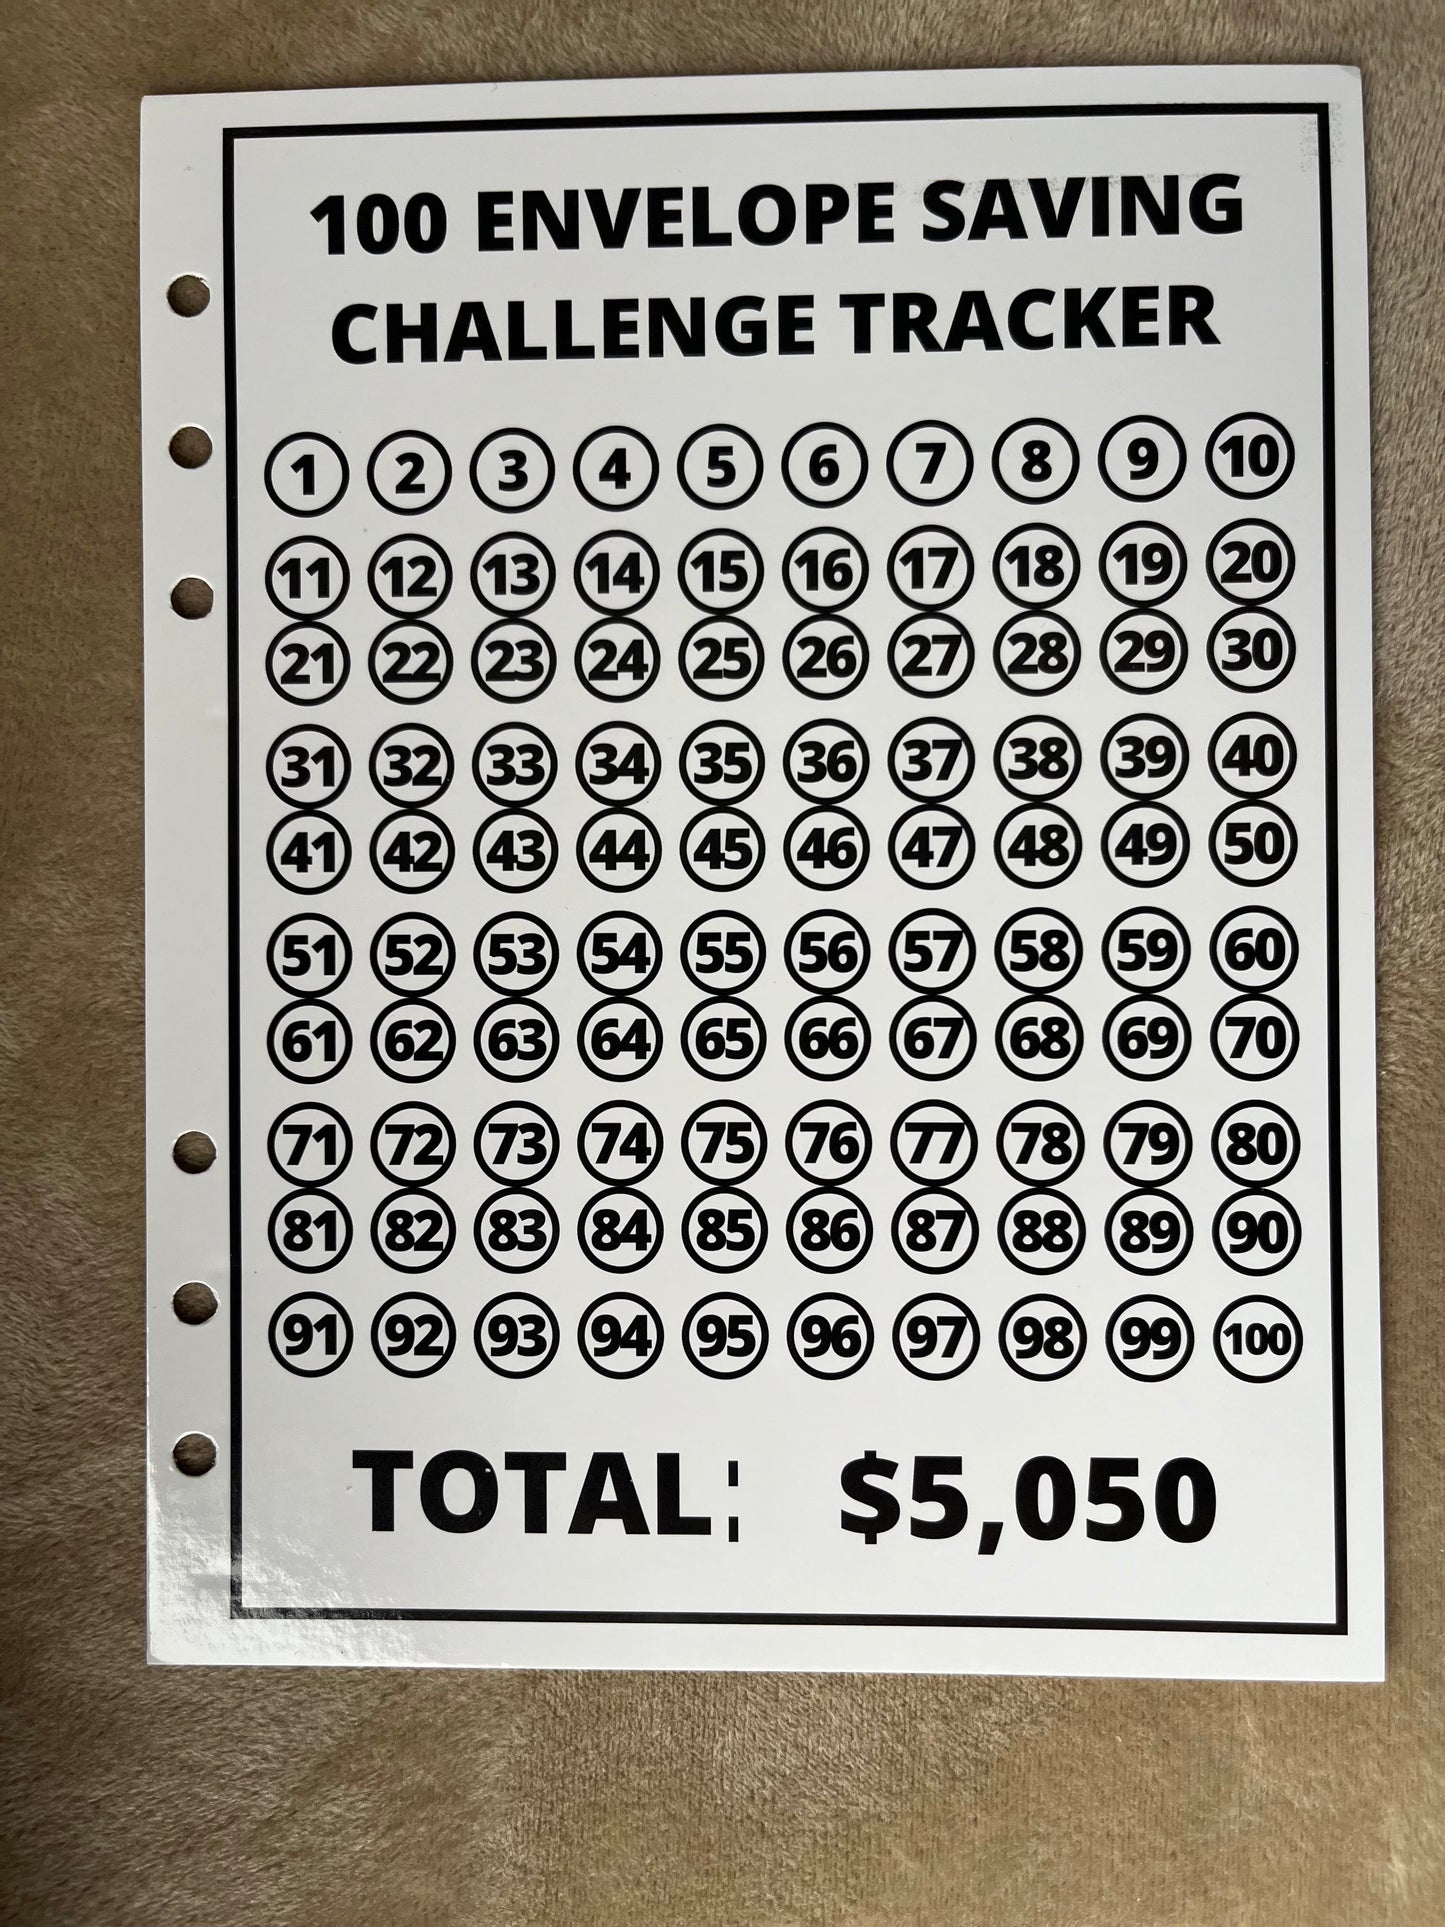 100 ENVELOPE SAVING
CHALLENGE TRACKER
1 2 3 4 5 6 7 8 9 10
11 12 13 14 15 16 17 18 19 20
21 22 23 24 25 26 27 28 29 30
31 32 33 34 35 36 37 38 39 40
41 42 43 44 45 46 47 48 49 50
51 52 53 54 55 56 57 58 59 60
61 62 63 64 65 66 67 68 69 70
71 72 73 74 75 76 77 78 79 80
81 82 83 84 85 86 87 88 89 90
91 92 93 94 95 96 97 98 99 100
TOTAL: $5,050